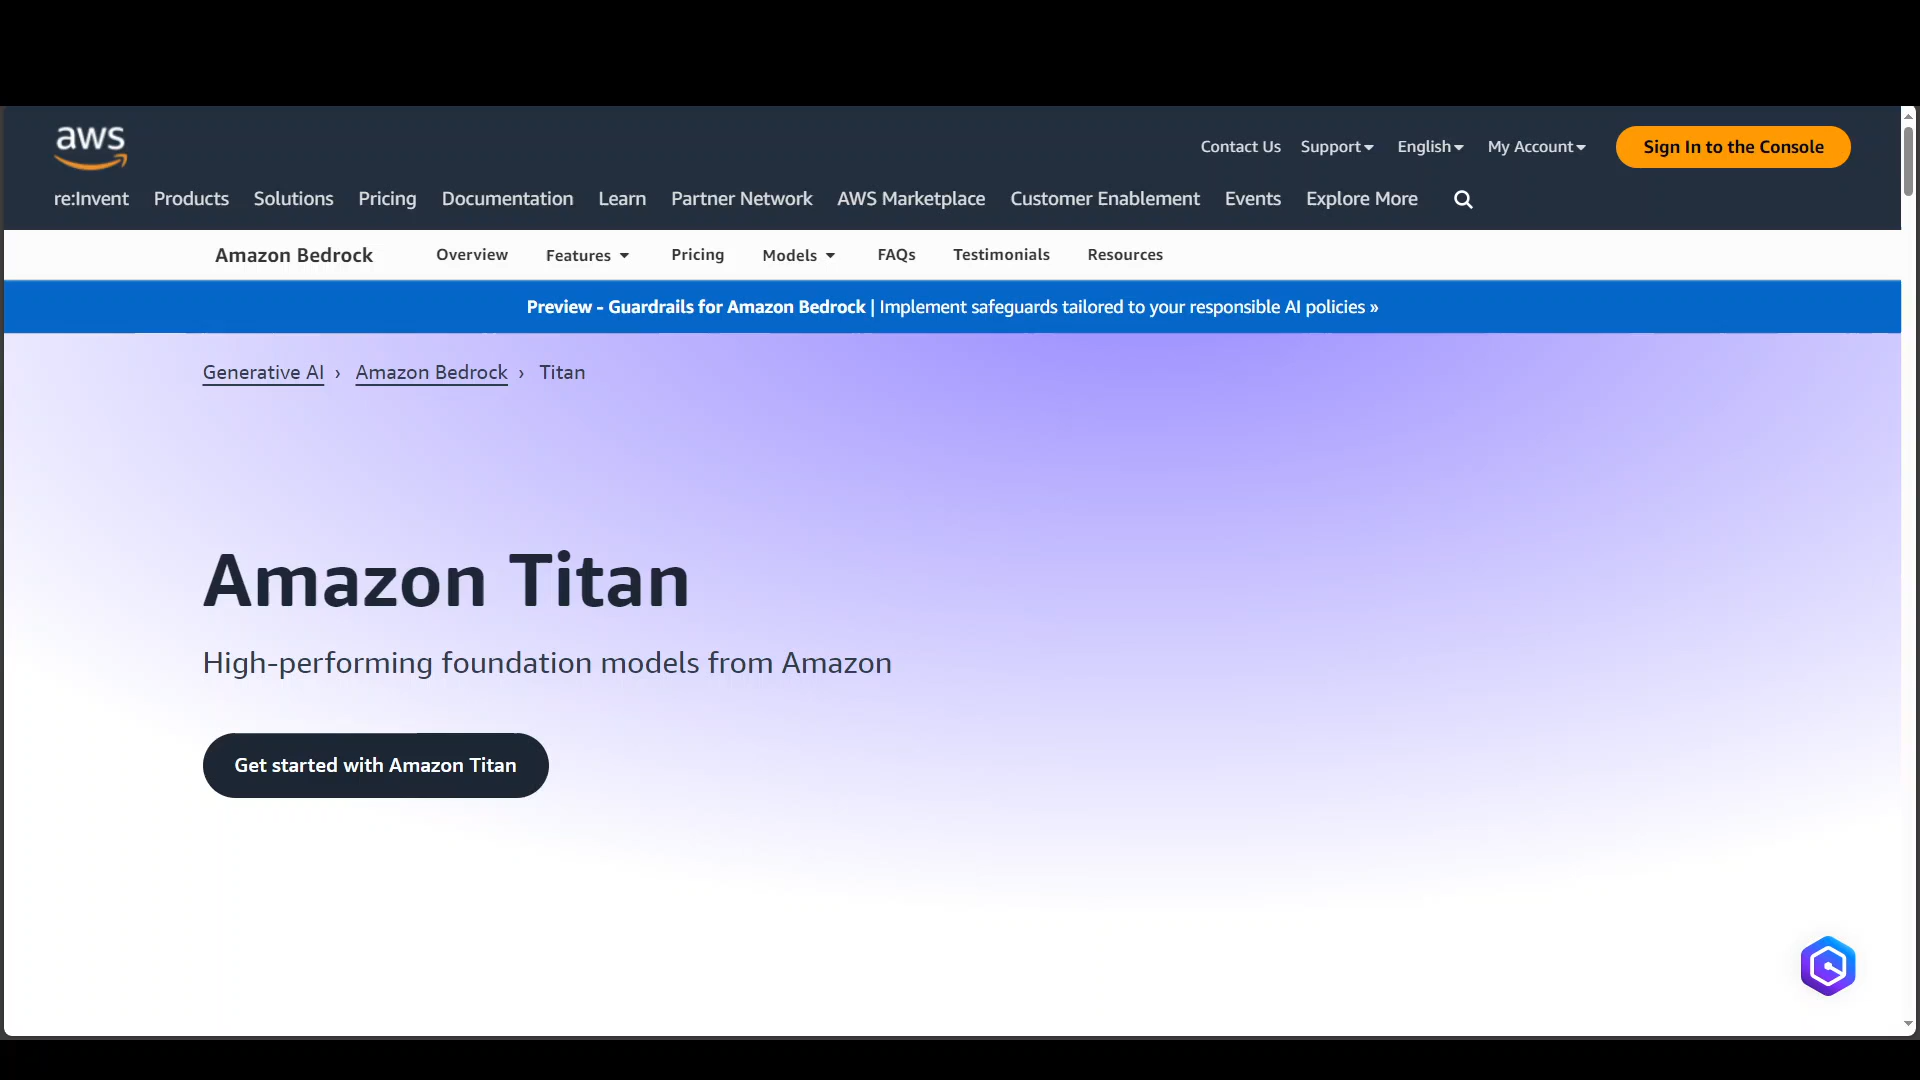 aws
Contact Us Support English My Account Sign In to the Console
re:Invent Products Solutions Pricing Documentation Learn Partner Network AWS Marketplace Customer Enablement Events Explore More
Amazon Bedrock Overview Features Pricing Models FAQs Testimonials Resources
Preview - Guardrails for Amazon Bedrock | Implement safeguards tailored to your responsible AI policies »
Generative AI › Amazon Bedrock › Titan
Amazon Titan
High-performing foundation models from Amazon
Get started with Amazon Titan